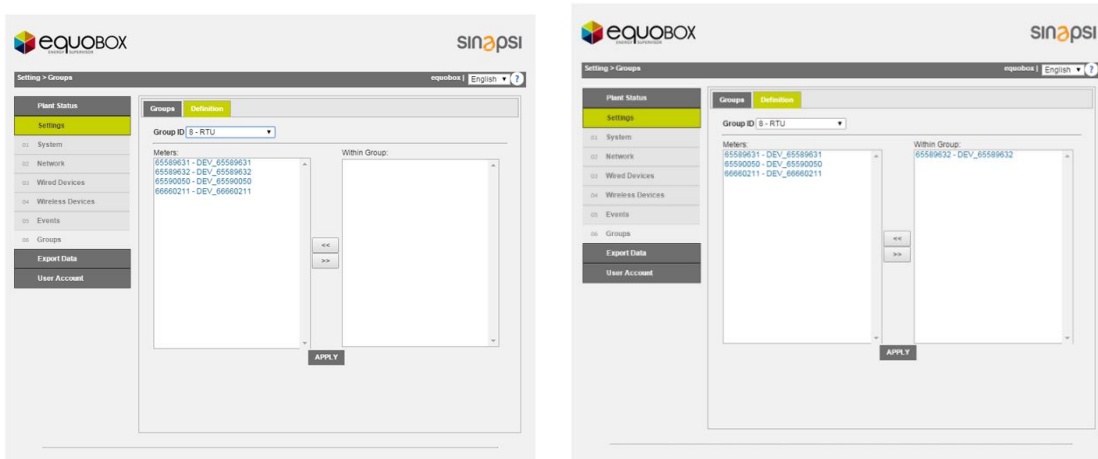 equoBOX
ENERGY SUPERVISOR
sinapsi
Setting > Groups
equobox | English ?
Plant Status
Settings
01 System
02 Network
03 Wired Devices
04 Wireless Devices
05 Events
06 Groups
Export Data
User Account
Groups Definition
Group ID 8 - RTU
Meters:
65589631 - DEV_65589631
65589632 - DEV_65589632
65590050 - DEV_65590050
66660211 - DEV_66660211
<<
>>
Within Group:
APPLY
equoBOX
ENERGY SUPERVISOR
sinapsi
Setting > Groups
equobox | English ?
Plant Status
Settings
01 System
02 Network
03 Wired Devices
04 Wireless Devices
05 Events
06 Groups
Export Data
User Account
Groups Definition
Group ID 8 - RTU
Meters:
65589631 - DEV_65589631
65590050 - DEV_65590050
66660211 - DEV_66660211
<<
>>
Within Group:
65589632 - DEV_65589632
APPLY